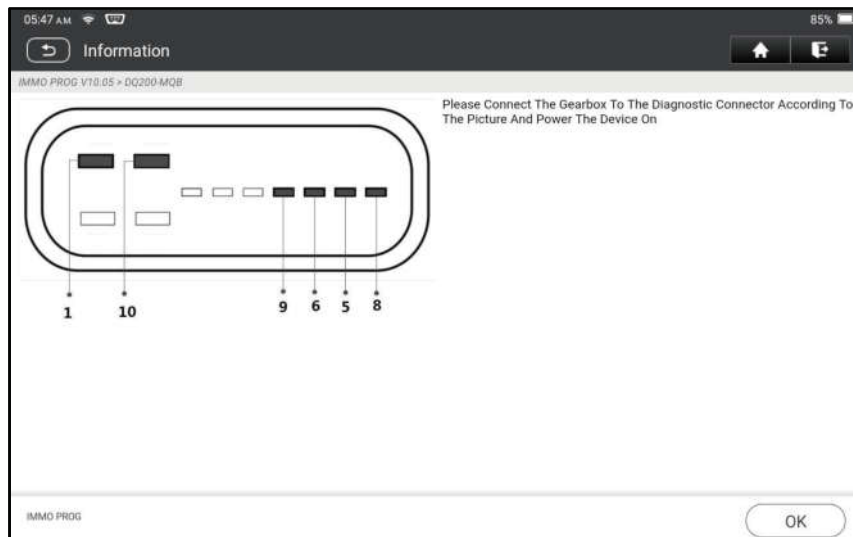 05:47 A.M.
85%
Information
IMMO PROG V10.05 > DQ200-MQB
Please Connect The Gearbox To The Diagnostic Connector According To
The Picture And Power The Device On
1 10 9 6 5 8
IMMO PROG
OK